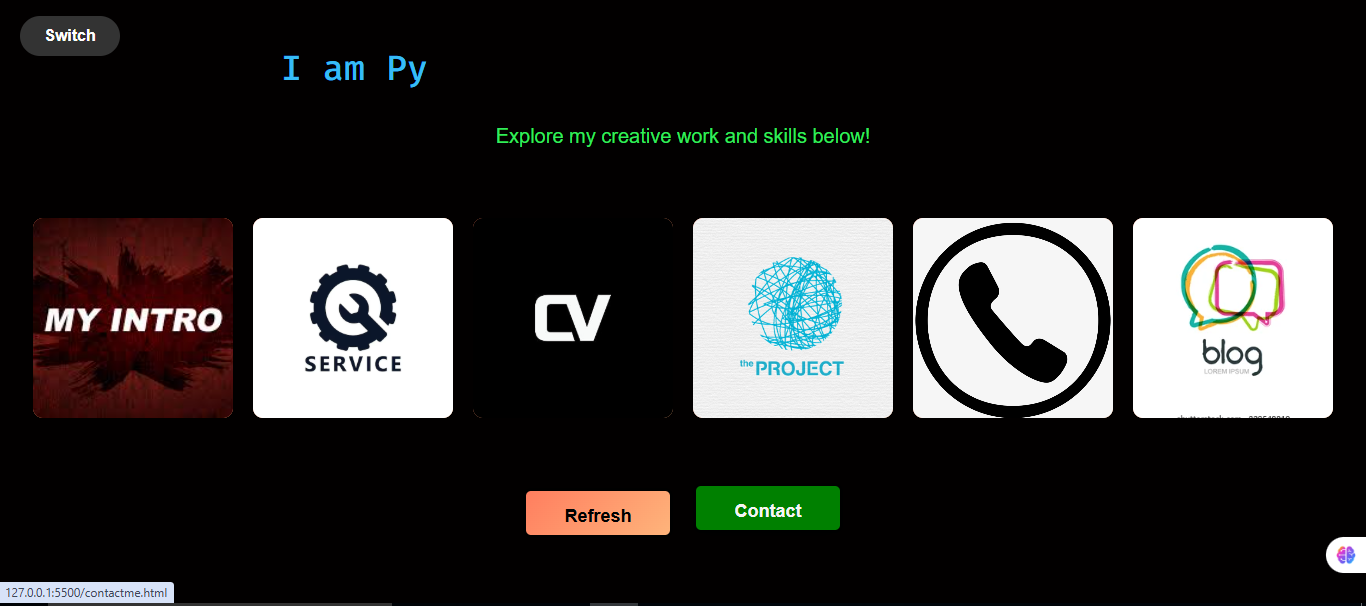 Switch
I am Py
Explore my creative work and skills below!
MY INTRO
SERVICE
CV
the PROJECT
blog
LOREM IPSUM
Refresh
Contact
127.0.0.1:5500/contactme.html